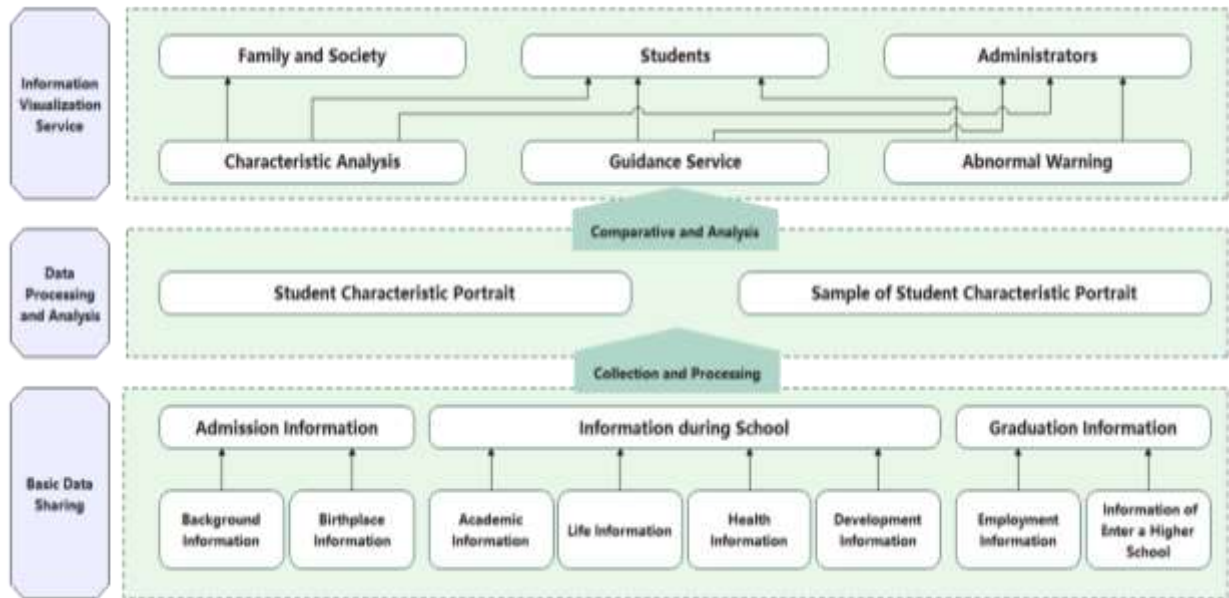 Information
Visualization
Service
Family and Society
Students
Administrators
Characteristic Analysis
Guidance Service
Abnormal Warning
Comparative and Analysis
Data
Processing
and Analysis
Student Characteristic Portrait
Sample of Student Characteristic Portrait
Collection and Processing
Basic Data
Sharing
Admission Information
Information during School
Graduation Information
Background
Information
Birthplace
Information
Academic
Information
Life Information
Health
Information
Development
Information
Employment
Information
Information of
Enter a Higher
School